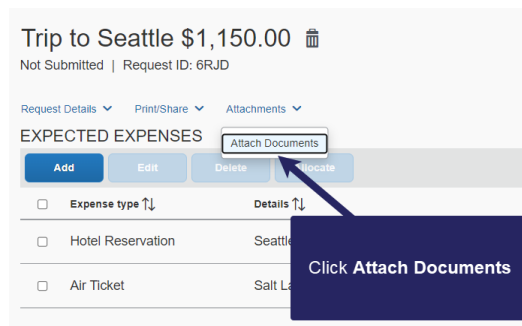 Trip to Seattle $1,150.00
Not Submitted | Request ID: 6RJD
Request Details Print/Share Attachments
EXPECTED EXPENSES
Attach Documents
Add Edit Delete Allocate
Expense type Details
Hotel Reservation Seattle
Click Attach Documents
Air Ticket Salt La